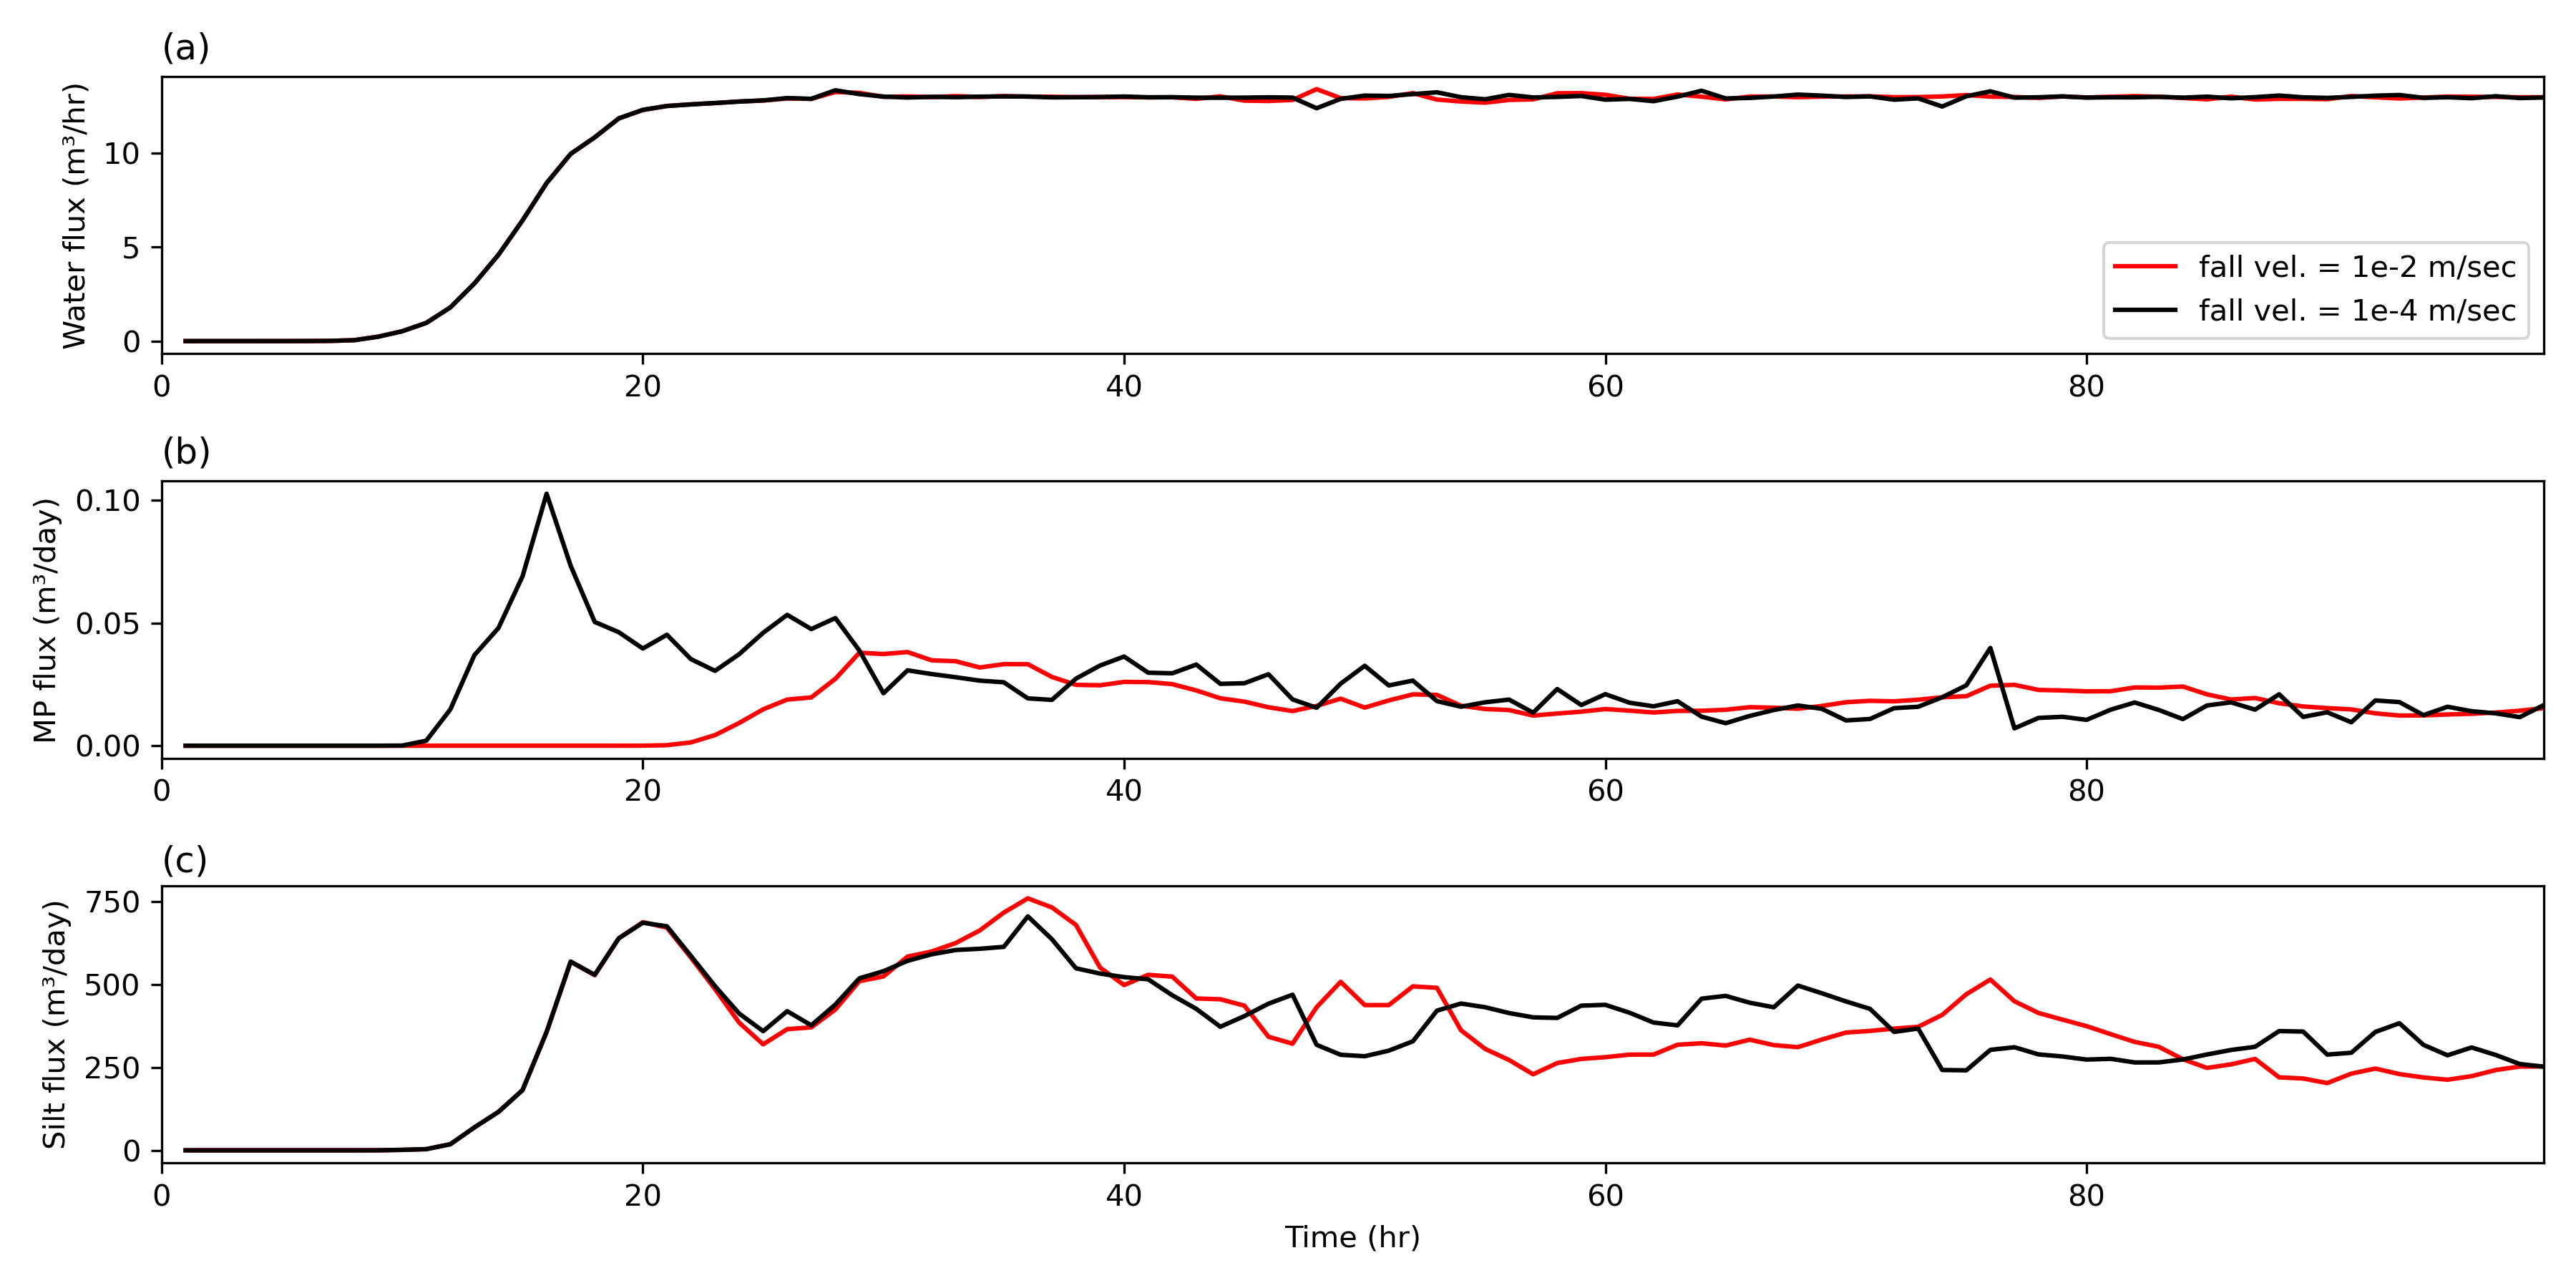 (a)
Water flux (m³/hr)
10
5
0
fall vel. = 1e-2 m/sec
fall vel. = 1e-4 m/sec
0 20 40 60 80
(b)
MP flux (m³/day)
0.10
0.05
0.00
0 20 40 60 80
(c)
Silt flux (m³/day)
750
500
250
0
0 20 40 60 80
Time (hr)